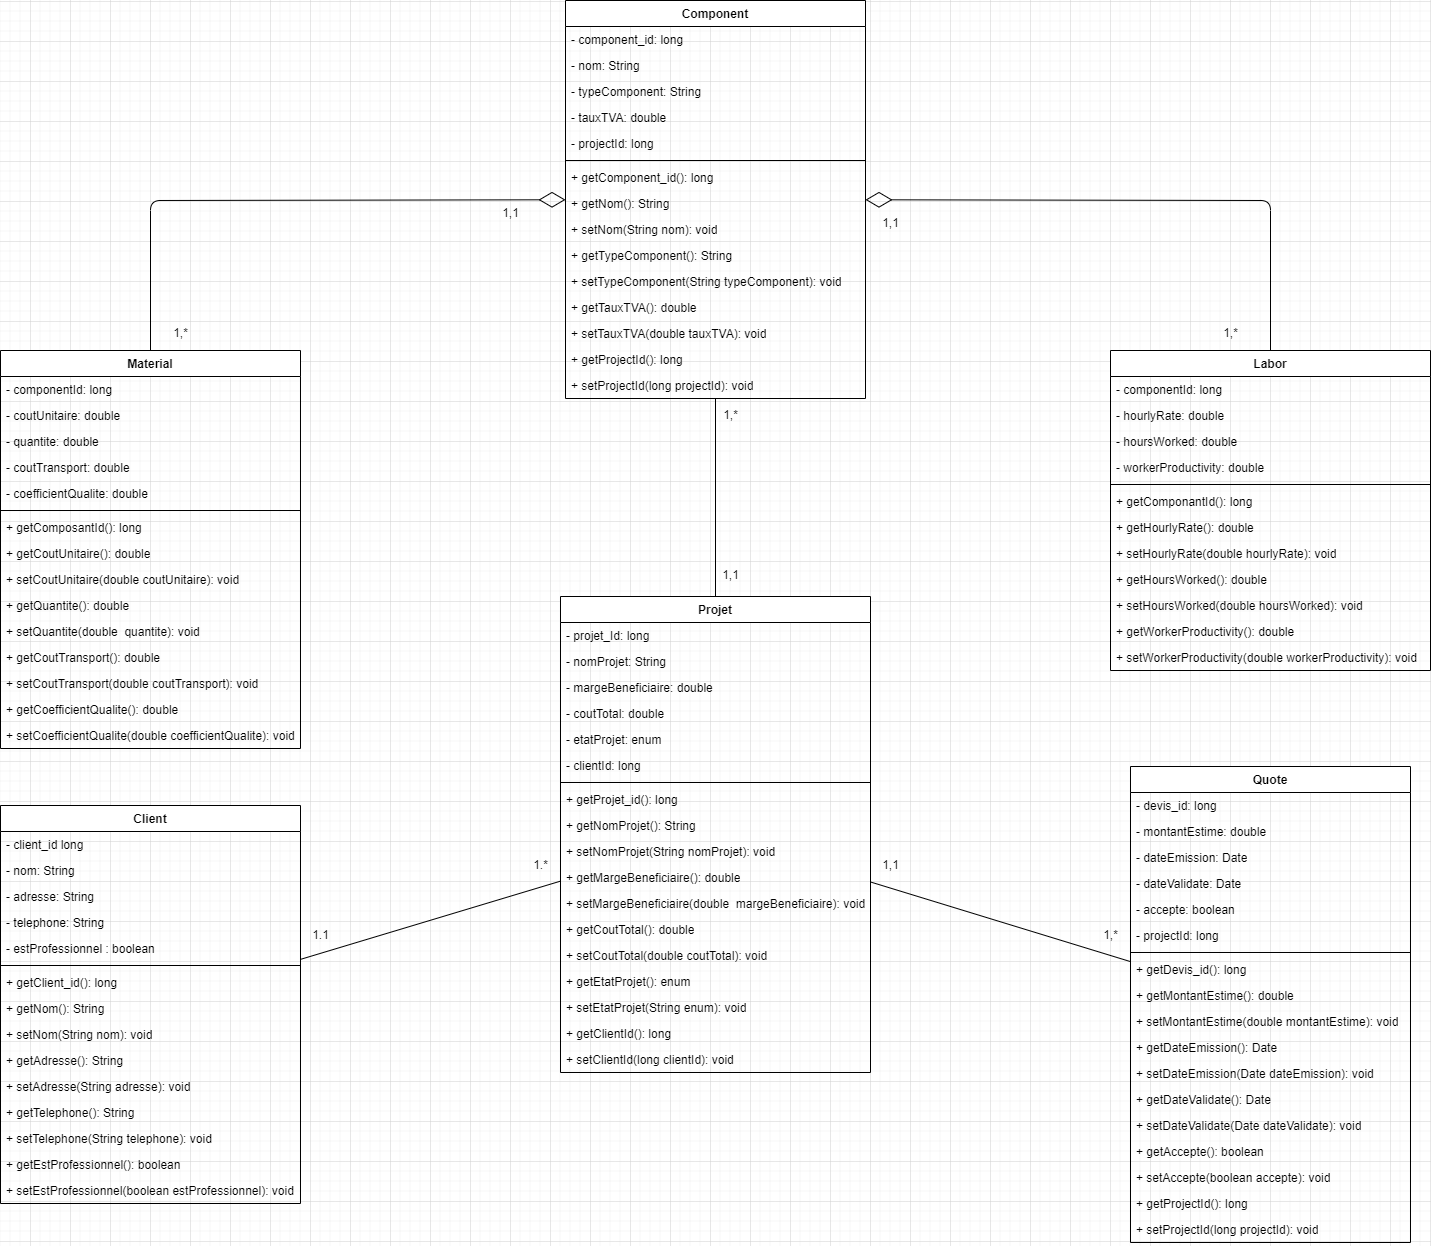 Component
- component_id: long
- nom: String
- typeComponent: String
- tauxTVA: double
- projectId: long
+ getComponent_id(): long
+ getNom(): String
+ setNom(String nom): void
+ getTypeComponent(): String
+ setTypeComponent(String typeComponent): void
+ getTauxTVA(): double
+ setTauxTVA(double tauxTVA): void
+ getProjectId(): long
+ setProjectId(long projectId): void
1,1
1,1
1,*
1,*
1,*
1,1
Material
- componentId: long
- coutUnitaire: double
- quantite: double
- coutTransport: double
- coefficientQualite: double
+ getComposantId(): long
+ getCoutUnitaire(): double
+ setCoutUnitaire(double coutUnitaire): void
+ getQuantite(): double
+ setQuantite(double  quantite): void
+ getCoutTransport(): double
+ setCoutTransport(double coutTransport): void
+ getCoefficientQualite(): double
+ setCoefficientQualite(double coefficientQualite): void
Labor
- componentId: long
- hourlyRate: double
- hoursWorked: double
- workerProductivity: double
+ getComponantId(): long
+ getHourlyRate(): double
+ setHourlyRate(double hourlyRate): void
+ getHoursWorked(): double
+ setHoursWorked(double hoursWorked): void
+ getWorkerProductivity(): double
+ setWorkerProductivity(double workerProductivity): void
Projet
- projet_Id: long
- nomProjet: String
- margeBeneficiaire: double
- coutTotal: double
- etatProjet: enum
- clientId: long
+ getProjet_id(): long
+ getNomProjet(): String
+ setNomProjet(String nomProjet): void
+ getMargeBeneficiaire(): double
+ setMargeBeneficiaire(double  margeBeneficiaire): void
+ getCoutTotal(): double
+ setCoutTotal(double coutTotal): void
+ getEtatProjet(): enum
+ setEtatProjet(String enum): void
+ getClientId(): long
+ setClientId(long clientId): void
1.*
1.1
1,1
1,*
Client
- client_id long
- nom: String
- adresse: String
- telephone: String
- estProfessionnel : boolean
+ getClient_id(): long
+ getNom(): String
+ setNom(String nom): void
+ getAdresse(): String
+ setAdresse(String adresse): void
+ getTelephone(): String
+ setTelephone(String telephone): void
+ getEstProfessionnel(): boolean
+ setEstProfessionnel(boolean estProfessionnel): void
Quote
- devis_id: long
- montantEstime: double
- dateEmission: Date
- dateValidate: Date
- accepte: boolean
- projectId: long
+ getDevis_id(): long
+ getMontantEstime(): double
+ setMontantEstime(double montantEstime): void
+ getDateEmission(): Date
+ setDateEmission(Date dateEmission): void
+ getDateValidate(): Date
+ setDateValidate(Date dateValidate): void
+ getAccepte(): boolean
+ setAccepte(boolean accepte): void
+ getProjectId(): long
+ setProjectId(long projectId): void